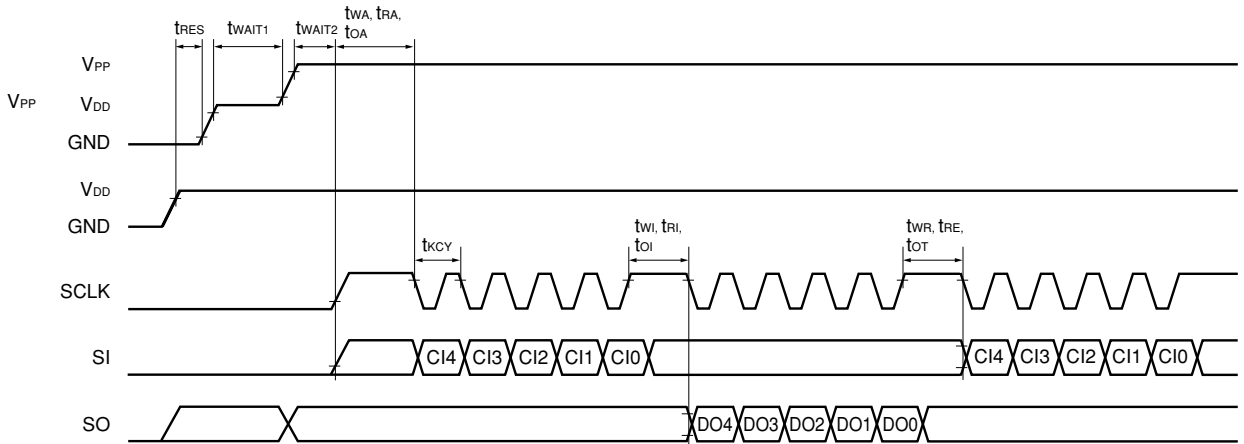 tRES tWAIT1 tWAIT2 tWA, tRA,
tOA
VPP
VPP VDD
GND
VDD
GND
tKCY tWI, tRI,
tOI tWR, tRE,
tOT
SCLK
SI CI4 CI3 CI2 CI1 CI0 CI4 CI3 CI2 CI1 CI0
SO DO4 DO3 DO2 DO1 DO0